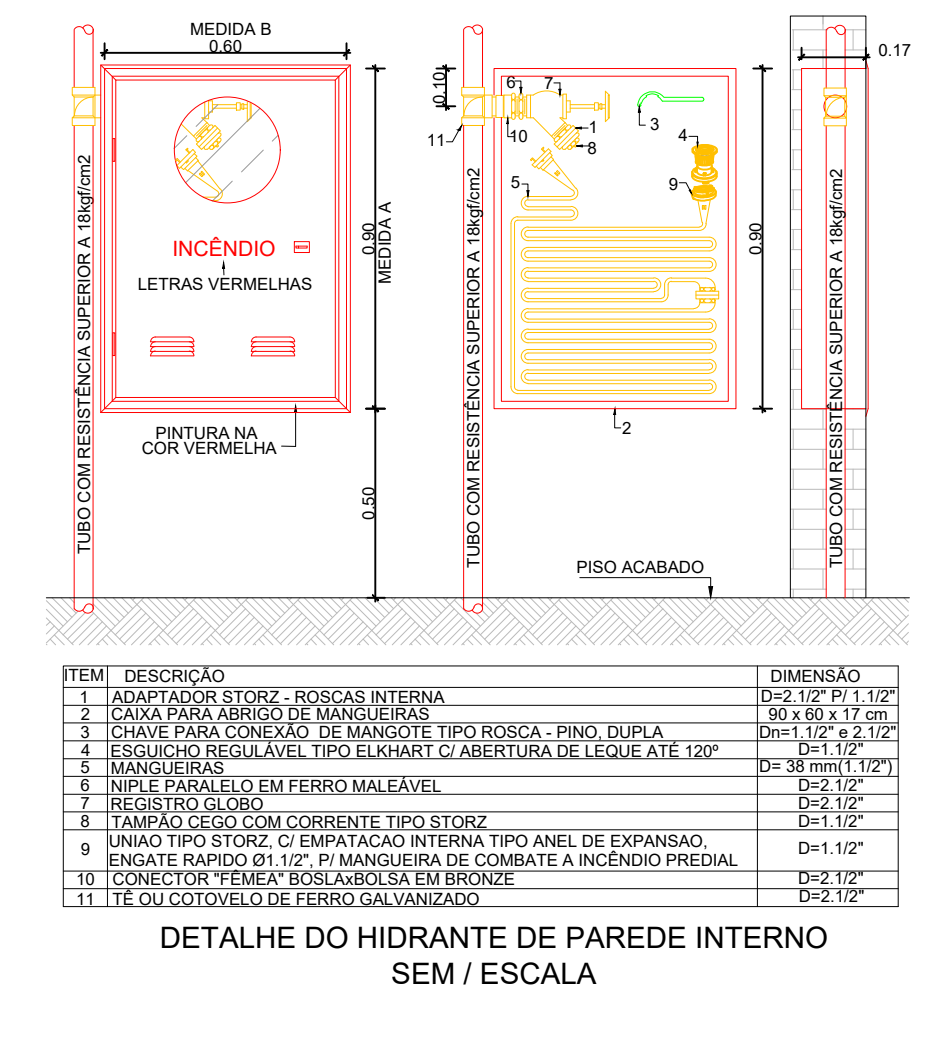 MEDIDA B
0.60
0.10
6
7
0.17
11
10
1
8
3
4
5
9
INCÊNDIO
LETRAS VERMELHAS
0.90
MEDIDA A
0.90
TUBO COM RESISTÊNCIA SUPERIOR A 18kgf/cm2
TUBO COM RESISTÊNCIA SUPERIOR A 18kgf/cm2
TUBO COM RESISTÊNCIA SUPERIOR A 18kgf/cm2
2
PINTURA NA
COR VERMELHA
0.50
PISO ACABADO
ITEM DESCRIÇÃO DIMENSÃO
1 ADAPTADOR STORZ - ROSCAS INTERNA D=2.1/2" P/ 1.1/2"
2 CAIXA PARA ABRIGO DE MANGUEIRAS 90 x 60 x 17 cm
3 CHAVE PARA CONEXÃO DE MANGOTE TIPO ROSCA - PINO, DUPLA Dn=1.1/2" e 2.1/2"
4 ESGUICHO REGULÁVEL TIPO ELKHART C/ ABERTURA DE LEQUE ATÉ 120º D=1.1/2"
5 MANGUEIRAS D= 38 mm(1.1/2")
6 NIPLE PARALELO EM FERRO MALEÁVEL D=2.1/2"
7 REGISTRO GLOBO D=2.1/2"
8 TAMPÃO CEGO COM CORRENTE TIPO STORZ D=1.1/2"
9 UNIAO TIPO STORZ, C/ EMPATACAO INTERNA TIPO ANEL DE EXPANSAO,
ENGATE RAPIDO Ø1.1/2", P/ MANGUEIRA DE COMBATE A INCÊNDIO PREDIAL D=1.1/2"
10 CONECTOR "FÊMEA" BOSLAxBOLSA EM BRONZE D=2.1/2"
11 TÊ OU COTOVELO DE FERRO GALVANIZADO D=2.1/2"
DETALHE DO HIDRANTE DE PAREDE INTERNO
SEM / ESCALA